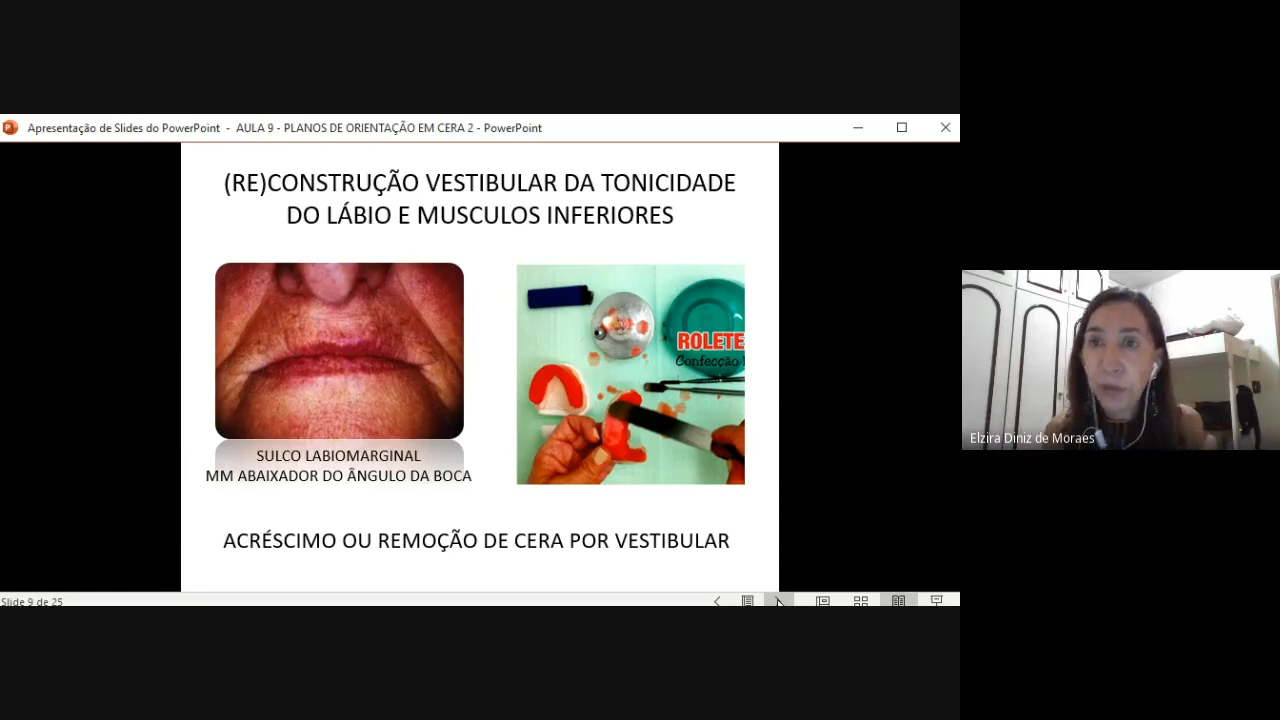 Apresentação de Slides do PowerPoint - AULA 9 - PLANOS DE ORIENTAÇÃO EM CERA 2 - PowerPoint
(RE)CONSTRUÇÃO VESTIBULAR DA TONICIDADE
DO LÁBIO E MUSCULOS INFERIORES
ROLETE
Confecção
SULCO LABIOMARGINAL
MM ABAIXADOR DO ÂNGULO DA BOCA
ACRÉSCIMO OU REMOÇÃO DE CERA POR VESTIBULAR
Slide 9 de 25
Elzira Diniz de Moraes